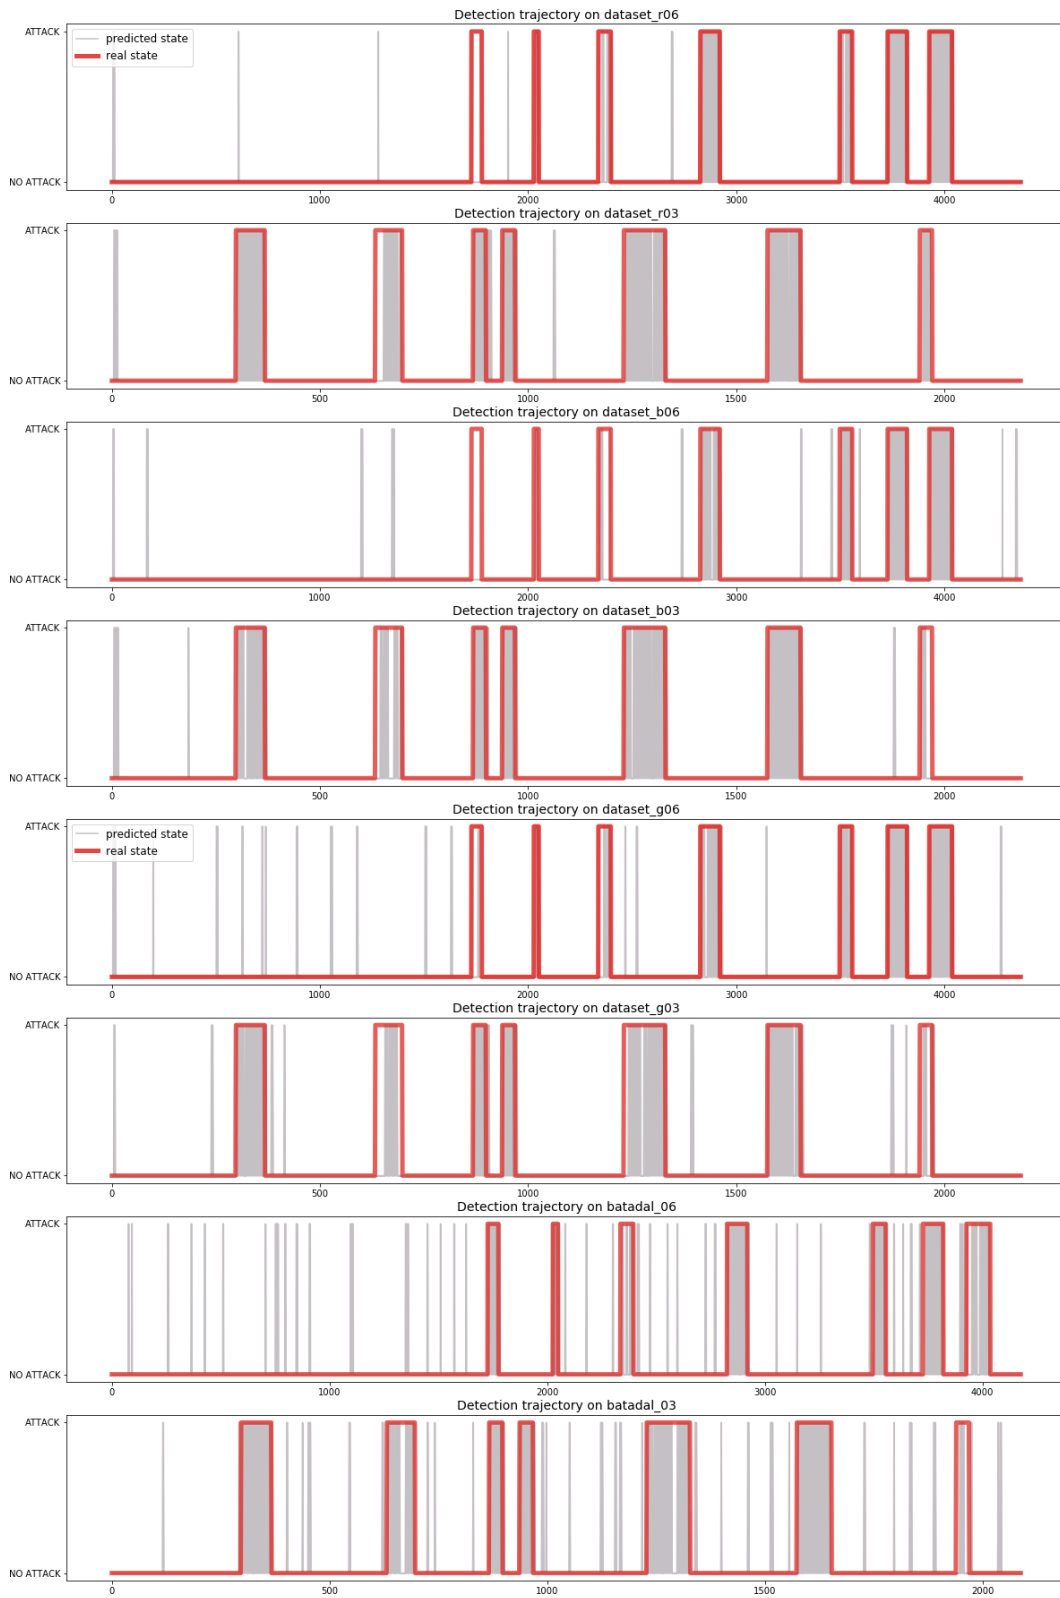 Detection trajectory on dataset_r06
ATTACK
predicted state
real state
NO ATTACK
0 1000 2000 3000 4000
Detection trajectory on dataset_r03
ATTACK
NO ATTACK
0 500 1000 1500 2000
Detection trajectory on dataset_b06
ATTACK
NO ATTACK
0 1000 2000 3000 4000
Detection trajectory on dataset_b03
ATTACK
NO ATTACK
0 500 1000 1500 2000
Detection trajectory on dataset_g06
ATTACK
predicted state
real state
NO ATTACK
0 1000 2000 3000 4000
Detection trajectory on dataset_g03
ATTACK
NO ATTACK
0 500 1000 1500 2000
Detection trajectory on batadal_06
ATTACK
NO ATTACK
0 1000 2000 3000 4000
Detection trajectory on batadal_03
ATTACK
NO ATTACK
0 500 1000 1500 2000